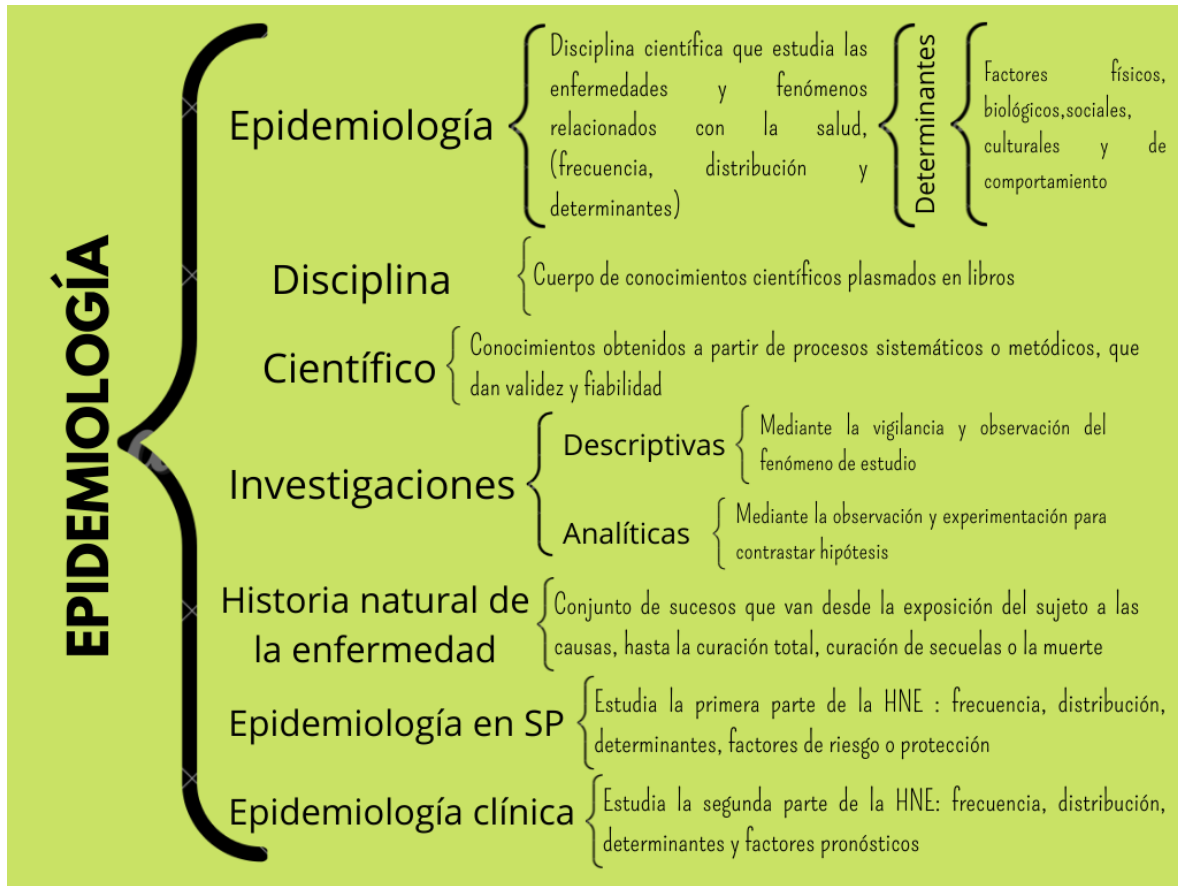 EPIDEMIOLOGÍA
Epidemiología
Disciplina científica que estudia las
enfermedades y fenómenos
relacionados con la salud,
(frecuencia, distribución y
determinantes)
Determinantes
Factores físicos,
biológicos,sociales,
culturales y de
comportamiento
Disciplina
Cuerpo de conocimientos científicos plasmados en libros
Científico
Conocimientos obtenidos a partir de procesos sistemáticos o metódicos, que
dan validez y fiabilidad
Investigaciones
Descriptivas
Mediante la vigilancia y observación del
fenómeno de estudio
Analíticas
Mediante la observación y experimentación para
contrastar hipótesis
Historia natural de
la enfermedad
Conjunto de sucesos que van desde la exposición del sujeto a las
causas, hasta la curación total, curación de secuelas o la muerte
Epidemiología en SP
Estudia la primera parte de la HNE : frecuencia, distribución,
determinantes, factores de riesgo o protección
Epidemiología clínica
Estudia la segunda parte de la HNE: frecuencia, distribución,
determinantes y factores pronósticos